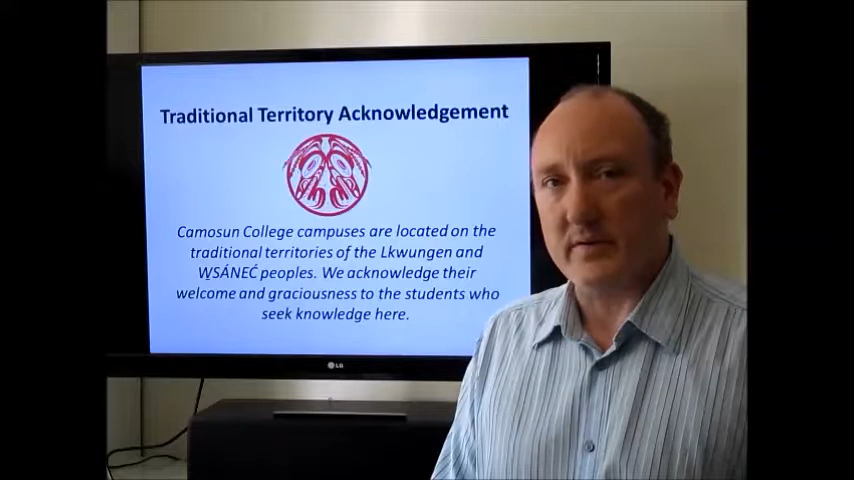 Traditional Territory Acknowledgement
Camosun College campuses are located on the
traditional territories of the Lkwungen and
W̱SÁNEĆ peoples. We acknowledge their
welcome and graciousness to the students who
seek knowledge here.
LG